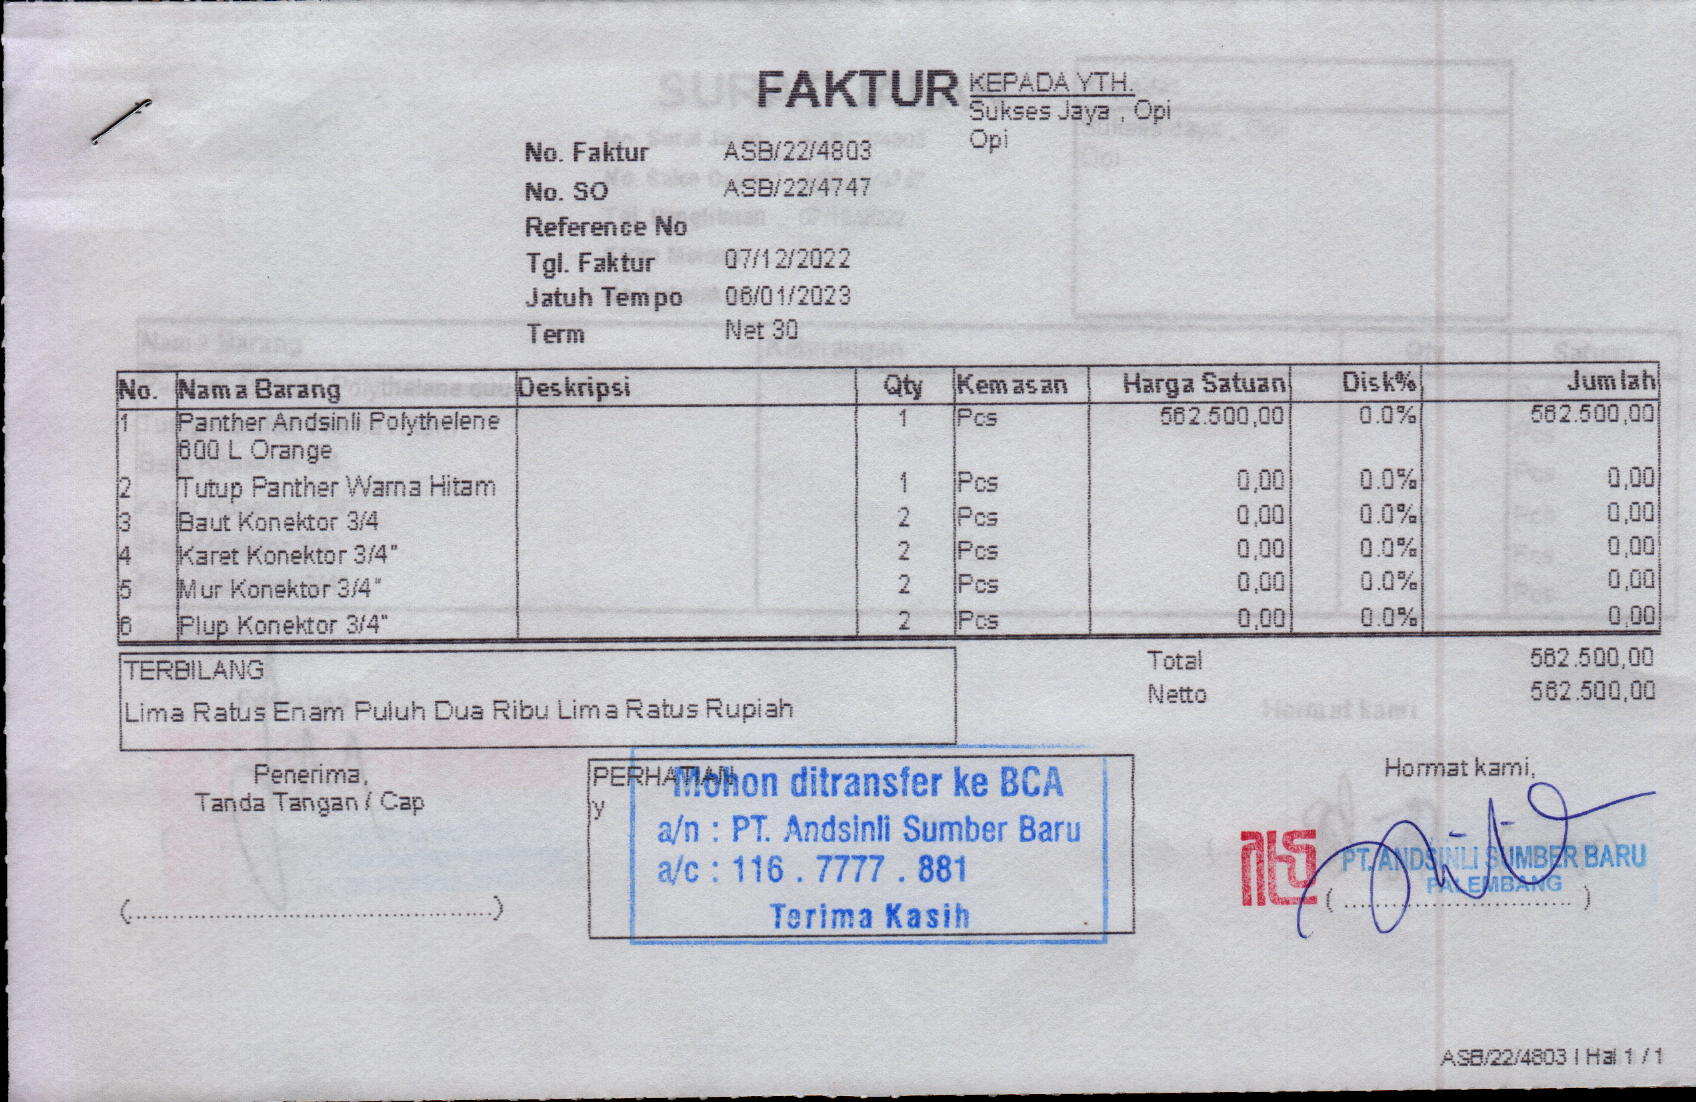 FAKTUR
KEPADA YTH.
Sukses Jaya , Opi
Opi
No. Faktur ASB/22/4803
No. SO ASB/22/4747
Reference No
Tgl. Faktur 07/12/2022
Jatuh Tempo 06/01/2023
Term Net 30
No. Nama Barang Deskripsi Qty Kemasan Harga Satuan Disk% Jumlah
1 Panther Andsinli Polythelene 1 Pcs 562.500,00 0.0% 562.500,00
600 L Orange
2 Tutup Panther Warna Hitam 1 Pcs 0,00 0.0% 0,00
3 Baut Konektor 3/4 2 Pcs 0,00 0.0% 0,00
4 Karet Konektor 3/4" 2 Pcs 0,00 0.0% 0,00
5 Mur Konektor 3/4" 2 Pcs 0,00 0.0% 0,00
6 Plup Konektor 3/4" 2 Pcs 0,00 0.0% 0,00
TERBILANG
Lima Ratus Enam Puluh Dua Ribu Lima Ratus Rupiah
Total 562.500,00
Netto 562.500,00
Penerima,
Tanda Tangan / Cap
(..........................................)
PERHATIAN
y
Mohon ditransfer ke BCA
a/n : PT. Andsinli Sumber Baru
a/c : 116 . 7777 . 881
Terima Kasih
Hormat kami,
PT. ANDSINLI SUMBER BARU
PALEMBANG
( .............................. )
ASB/22/4803 | Hal 1 / 1